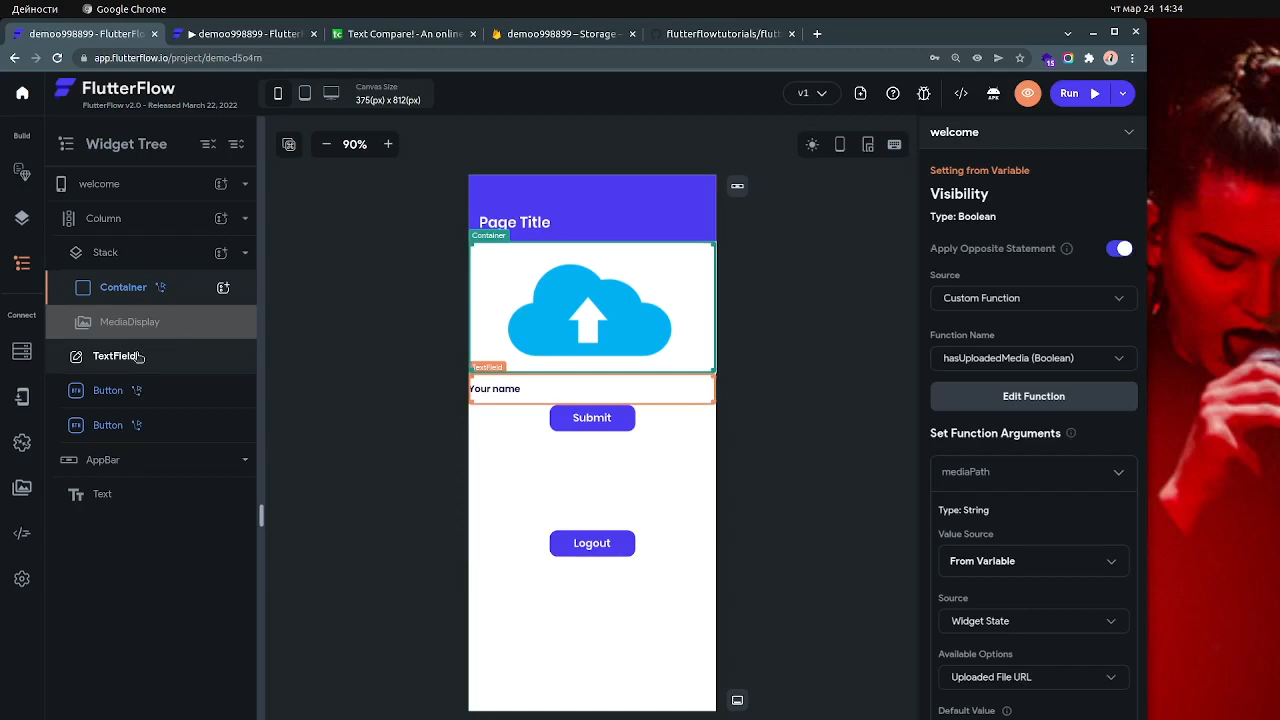 Дейности
Google Chrome
чт мар 24 14:34
demoo998899 - FlutterFlo
demoo998899 - Flutterf
Text Compare! - An online
demoo998899 – Storage –
flutterflowtutorials/flutt
app.flutterflow.io/project/demo-d5o4m
15
FlutterFlow
FlutterFlow v2.0 - Released March 22, 2022
Canvas Size
375(px) x 812(px)
v1
APK
Run
Build
Widget Tree
90%
welcome
welcome
Column
Stack
Container
MediaDisplay
TextField
Button
Button
AppBar
Text
Connect
Page Title
Container
TextField
Your name
Submit
Logout
Setting from Variable
Visibility
Type: Boolean
Apply Opposite Statement
Source
Custom Function
Function Name
hasUploadedMedia (Boolean)
Edit Function
Set Function Arguments
mediaPath
Type: String
Value Source
From Variable
Source
Widget State
Available Options
Uploaded File URL
Default Value